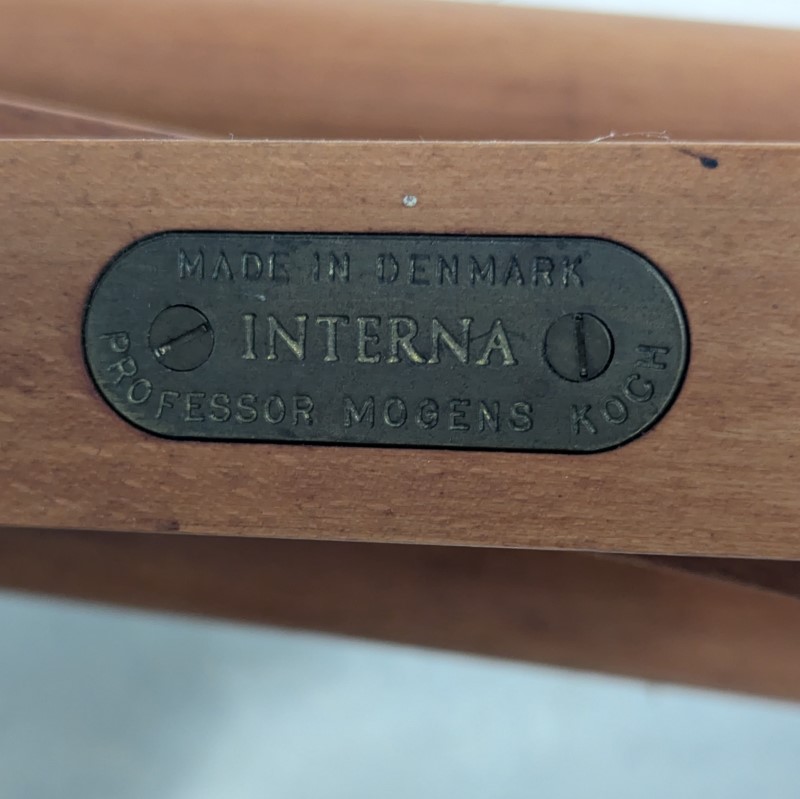 MADE IN DENMARK
INTERNA
PROFESSOR MOGENS KOCH